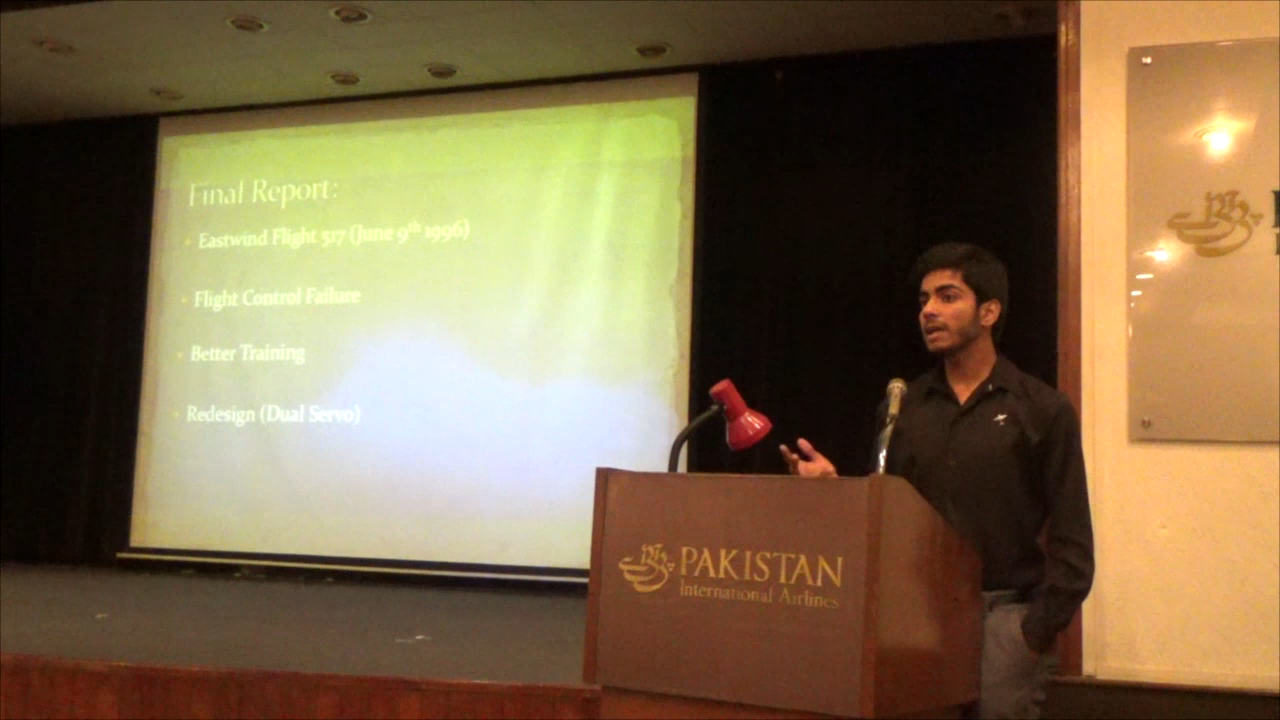 Final Report:
Eastwind Flight 517 (June 9th 1996)
Flight Control Failure
Better Training
Redesign (Dual Servo)
PAKISTAN
International Airlines